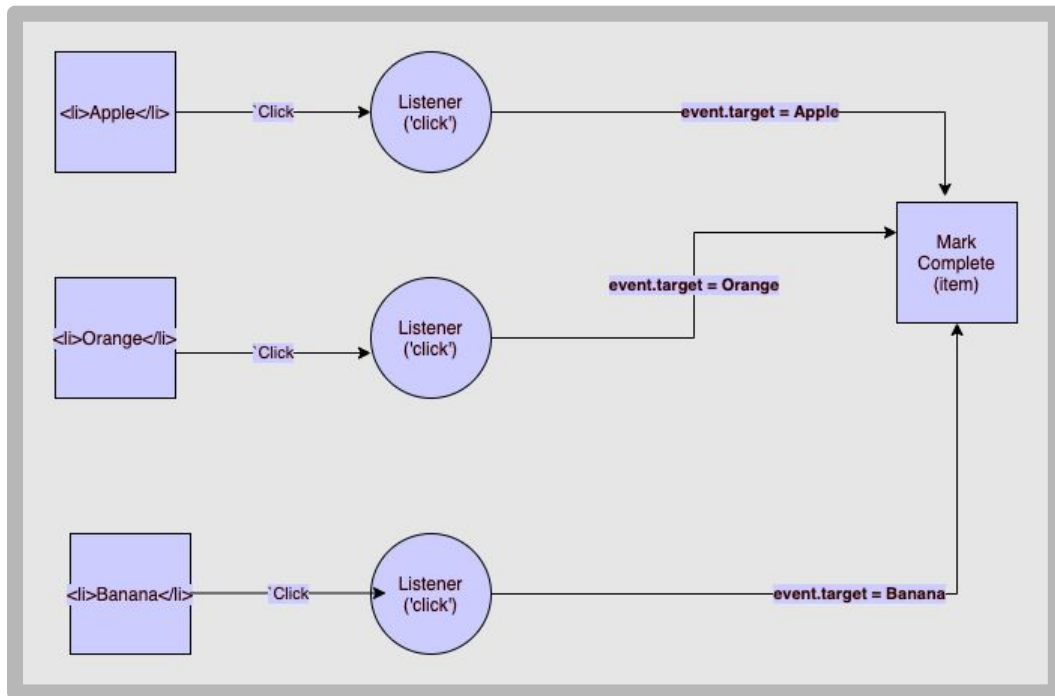 <li>Apple</li>
`Click
Listener
('click')
event.target = Apple
Mark
Complete
(item)
<li>Orange</li>
`Click
Listener
('click')
event.target = Orange
<li>Banana</li>
`Click
Listener
('click')
event.target = Banana